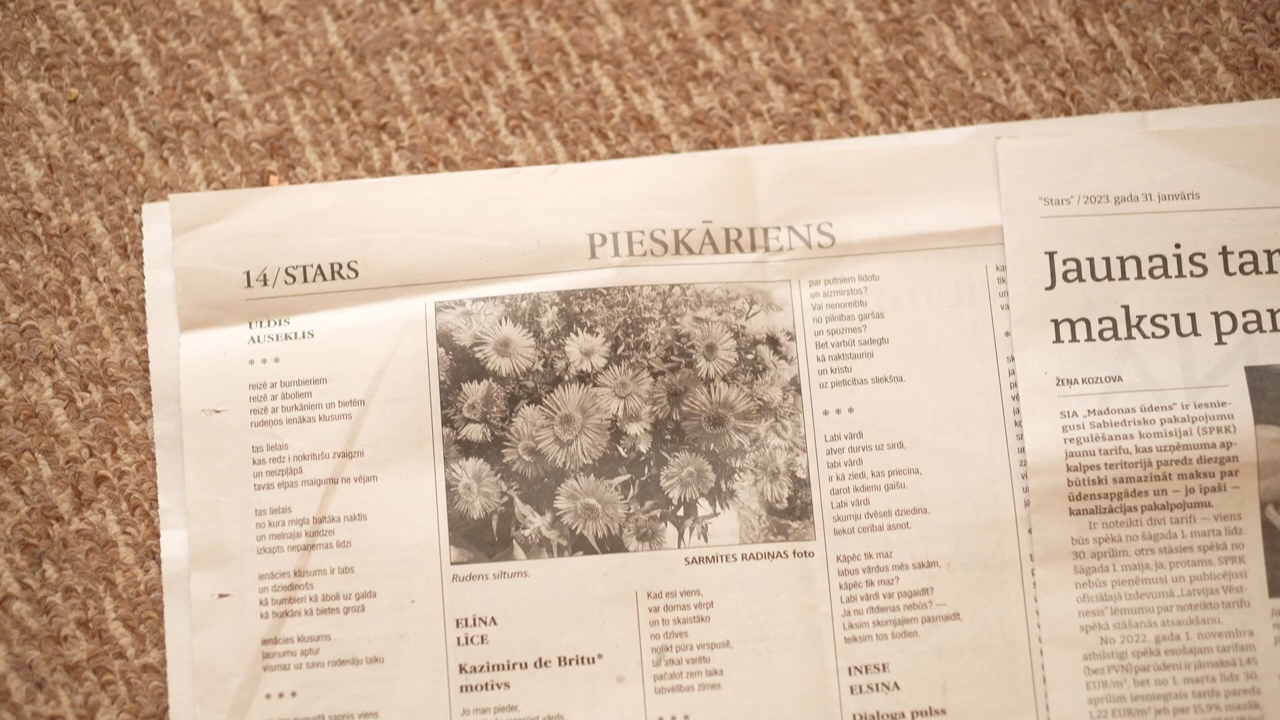 14/STARS
PIESKĀRIENS
ULDIS
AUSEKLIS
* * *
reizē ar bumbieriem
reizē ar āboliem
reizē ar burkāniem un bietēm
rudeņos ienākas klusums
tas lielais
kas redz i nokritušu zvaigzni
un neizpļāpā
tavas elpas maigumu ne vējam
tas lielais
no kura migla baltāka naktīs
un melnajai kundzei
izkapts nepaņemas līdzi
ienācies klusums ir labs
un dziedinošs
kā bumbieri kā āboli uz galda
kā burkāni kā bietes grozā
ienācies klusums
ļaunumu aptur
vismaz uz savu rudenāju laiku
* * *
Rudens siltums.
SARMĪTES RADIŅAS foto
ELĪNA
LĪCE
Kazimiru de Britu*
motīvs
Jo man pieder,
Kad esi viens,
var domas vērpt
un to skaistāko
no dzīves
nolikt pūra virspusē,
lai atkal varētu
pačalot zem laika
labvēlības zīmes.
* * *
par putniem lidotu
un aizmirstos?
Vai nenoreibtu
no pilnības garšas
un spozmes?
Bet varbūt sadegtu
kā naktstauriņi
un kristu
uz pieticības sliekšņa.
* * *
Labi vārdi
atver durvis uz sirdi,
labi vārdi
ir kā ziedi, kas priecina,
darot ikdienu gaišu.
Labi vārdi
skumju dvēseli dziedina,
liekot cerībai asnot.
Kāpēc tik maz
labus vārdus mēs sakām,
kāpēc tik maz?
Labi vārdi var pagaidīt?
Ja nu rītdienas nebūs? —
Liksim skumjajiem pasmaidīt,
teiksim tos šodien.
INESE
ELSIŅA
Dialoga pulss
"Stars" / 2023. gada 31. janvāris
Jaunais tar
maksu par
ŽEŅA KOZLOVA
SIA „Madonas ūdens" ir iesnie-
gusi Sabiedrisko pakalpojumu
regulēšanas komisijai (SPRK)
jaunu tarifu, kas uzņēmuma ap-
kalpes teritorijā paredz diezgan
būtiski samazināt maksu par
ūdensapgādes un — jo īpaši —
kanalizācijas pakalpojumu.
Ir noteikti divi tarifi — viens
būs spēkā no šāgada 1. marta līdz
30. aprīlim, otrs stāsies spēkā no
šāgada 1. maija, ja, protams, SPRK
nebūs pieņēmusi un publicējusi
oficiālajā izdevumā „Latvijas Vēst-
nesis" lēmumu par noteikto tarifu
spēkā stāšanās atsaukšanu.
No 2022. gada 1. novembra
atbilstīgi spēkā esošajam tarifam
(bez PVN) par ūdeni ir jāmaksā 1,45
EUR/m³, bet no 1. marta līdz 30.
aprīlim iesniegtais tarifs paredz
1,22 EUR/m³ jeb par 15,9% mazāk,